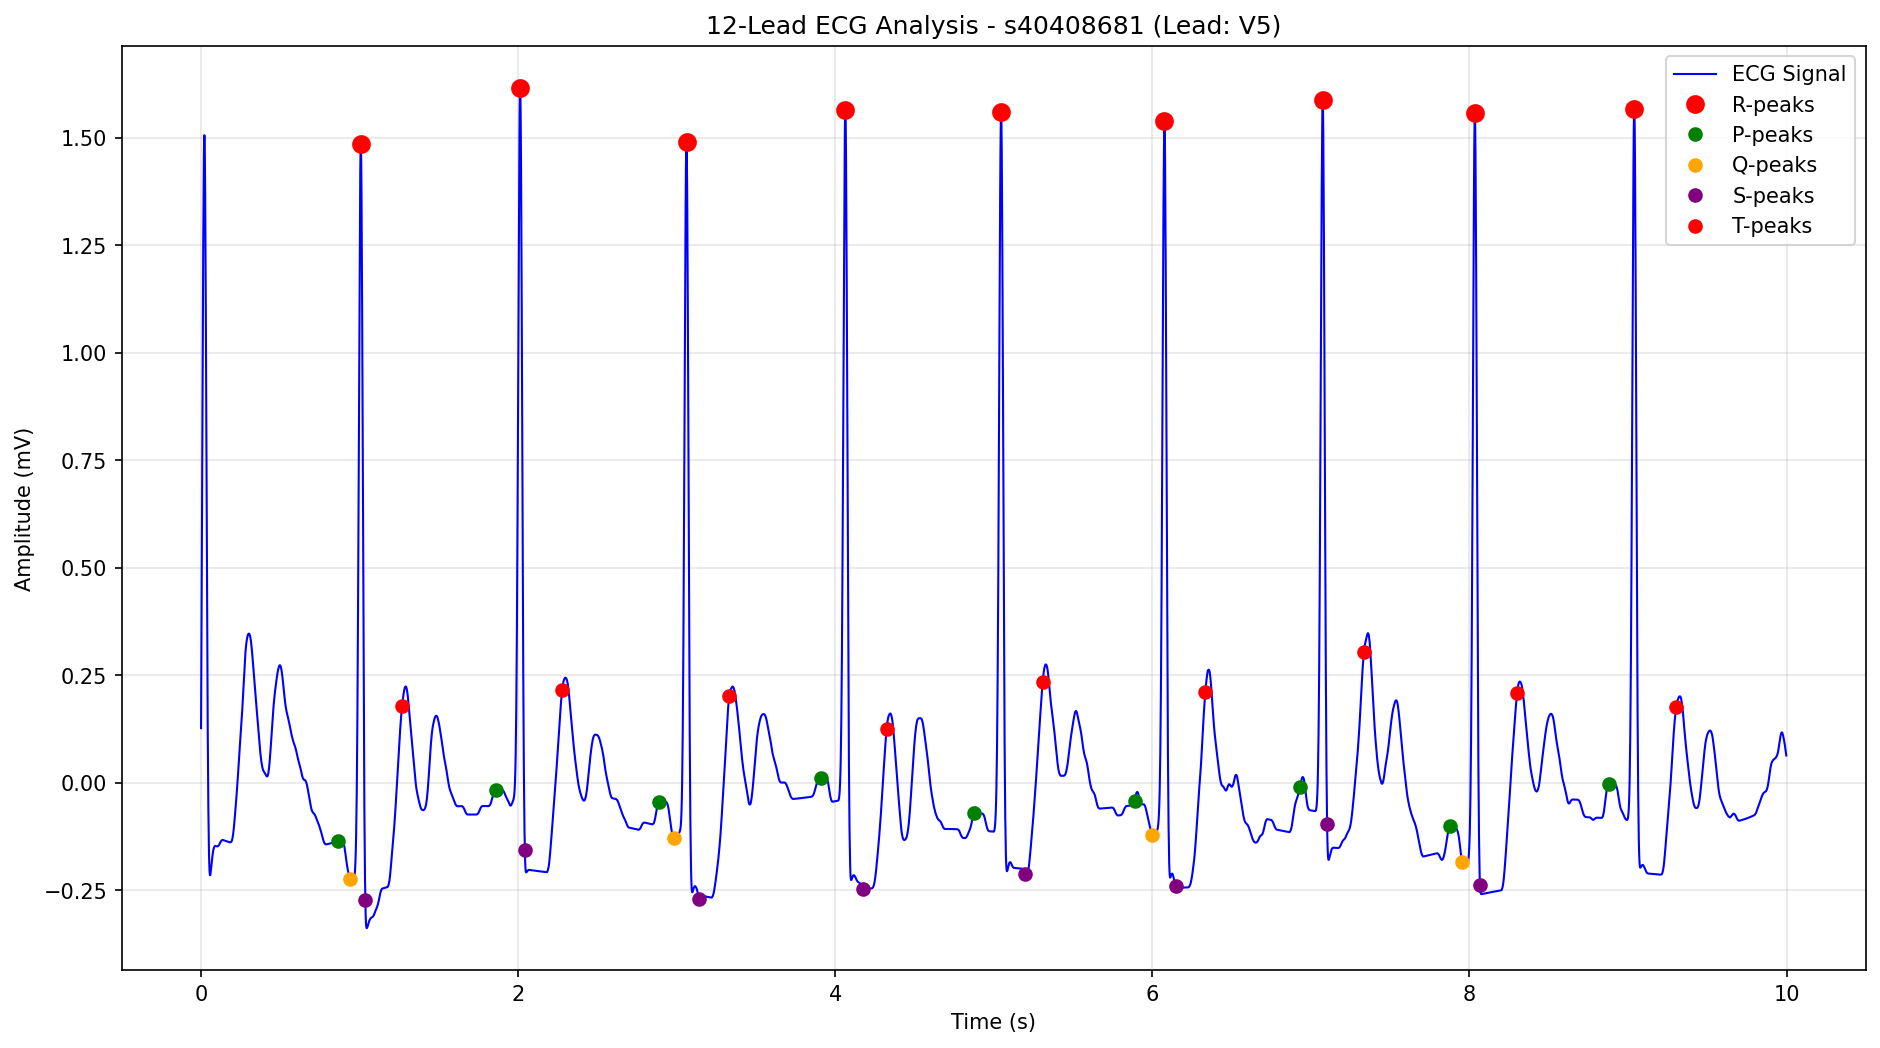 12-Lead ECG Analysis - s40408681 (Lead: V5)
ECG Signal
R-peaks
P-peaks
Q-peaks
S-peaks
T-peaks
1.50
1.25
1.00
0.75
0.50
0.25
0.00
−0.25
Amplitude (mV)
0 2 4 6 8 10
Time (s)